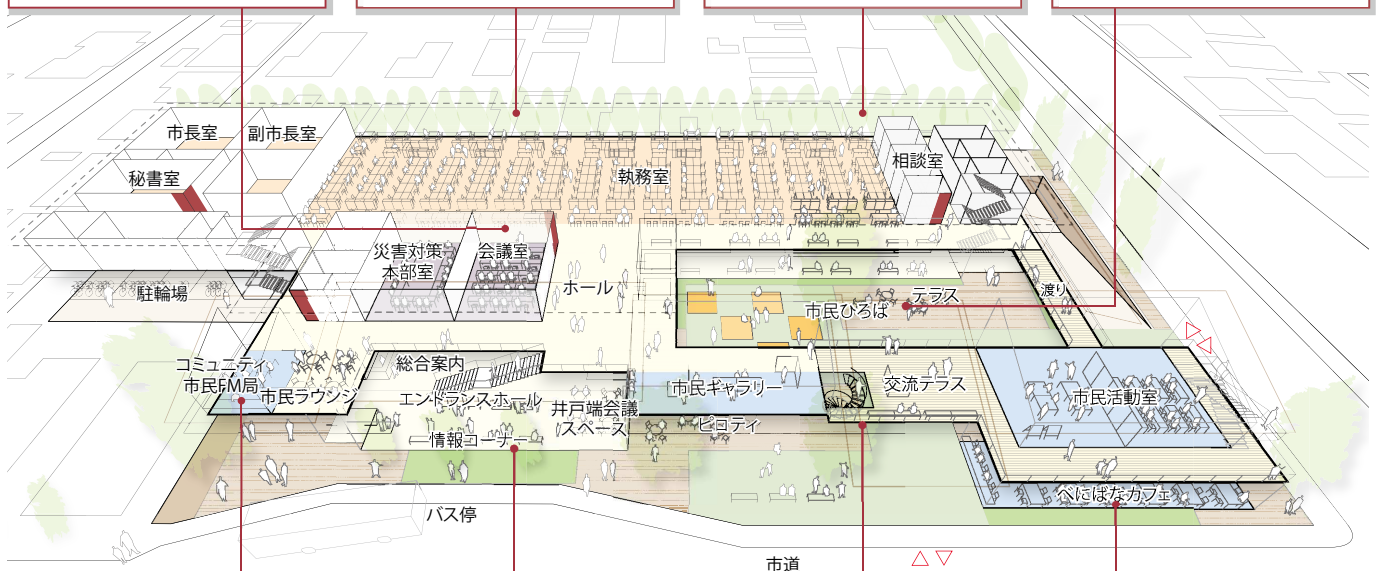 市長室
副市長室
秘書室
執務室
相談室
災害対策
本部室
会議室
ホール
駐輪場
市民ひろば
テラス
渡り
コミュニティ
市民FM局
市民ラウンジ
総合案内
エントランスホール
井戸端会議
スペース
情報コーナー
市民ギャラリー
ピロティ
交流テラス
市民活動室
べにばなカフェ
バス停
市道